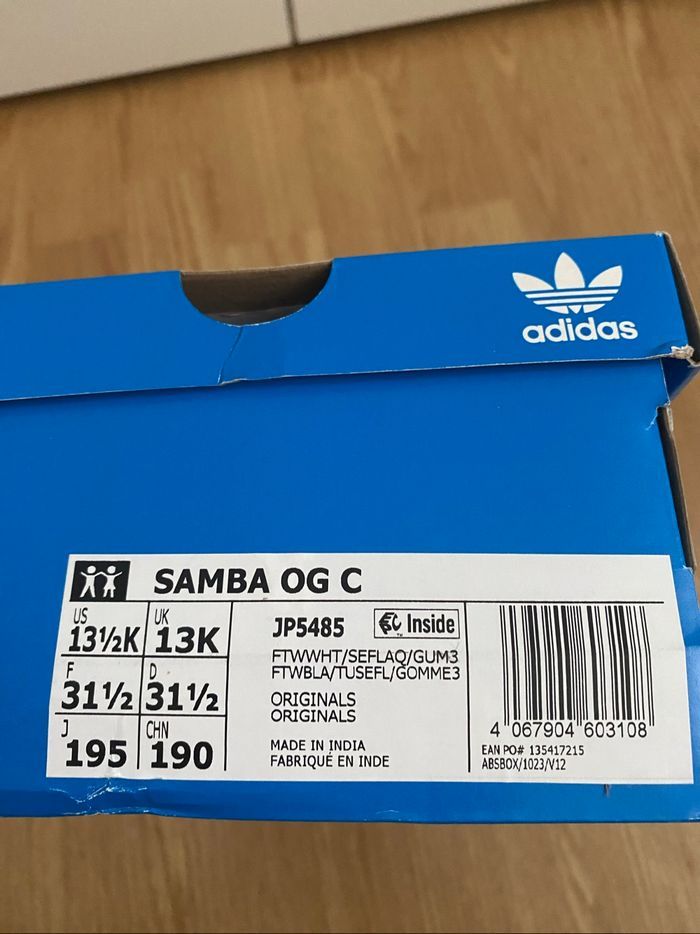 adidas
SAMBA OG C
US
13½K
UK
13K
F
31½
D
31½
J
195
CHN
190
JP5485
Inside
™
FTWWHT/SEFLAQ/GUM3
FTWBLA/TUSEFL/GOMME3
ORIGINALS
ORIGINALS
MADE IN INDIA
FABRIQUÉ EN INDE
4 067904 603108
EAN PO# 135417215
ABSBOX/1023/V12